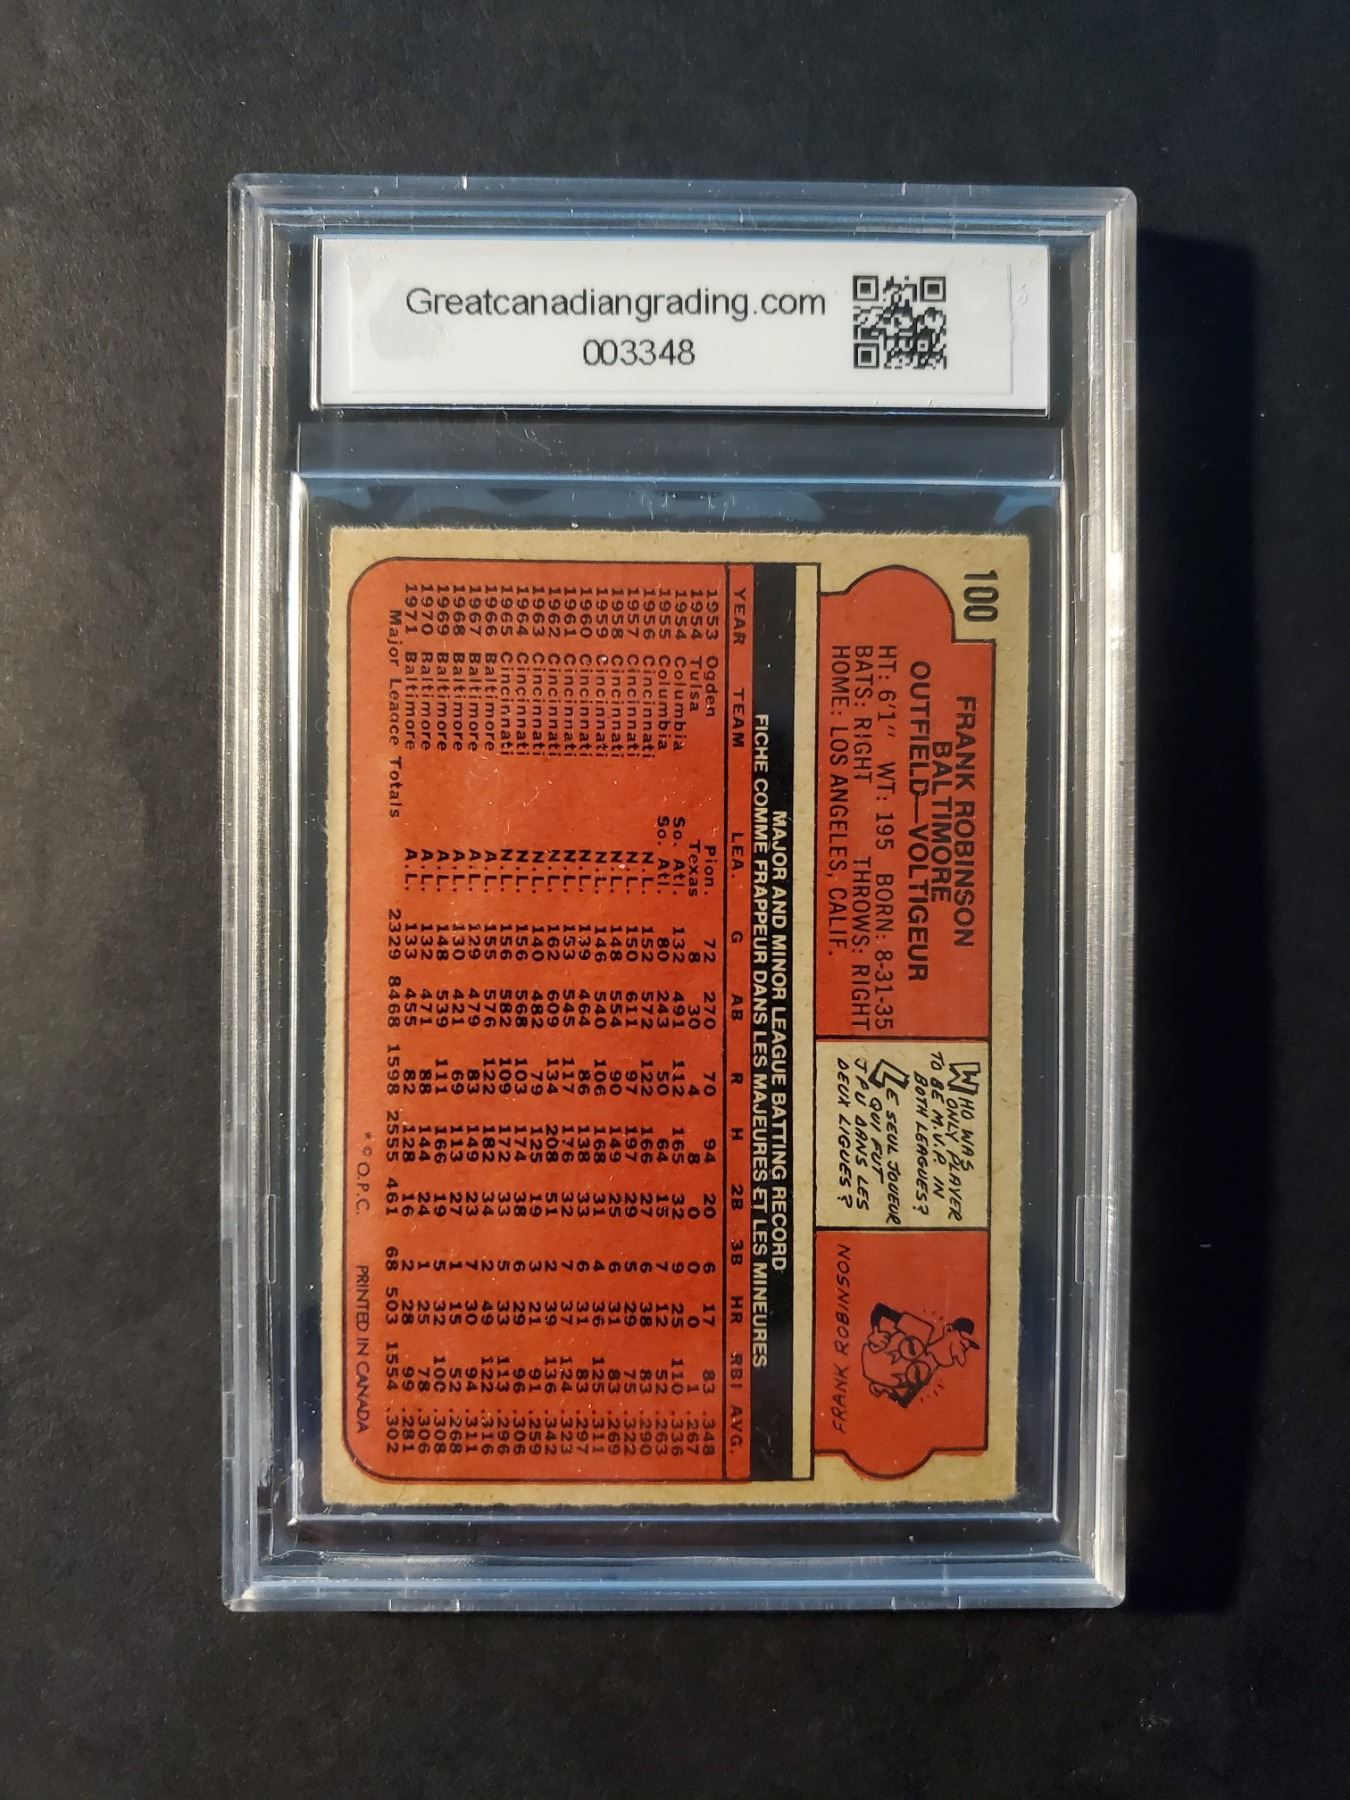 Greatcanadiangrading.com
003348
100
FRANK ROBINSON
BALTIMORE
OUTFIELD—VOLTIGEUR
HT: 6'1" WT: 195 BORN: 8-31-35
BATS: RIGHT THROWS: RIGHT
HOME: LOS ANGELES, CALIF.
WHO WAS
ONLY PLAYER
TO BE M.V.P. IN
BOTH LEAGUES?
LE SEUL JOUEUR
QUI FUT
J P U DANS LES
DEUX LIGUES?
FRANK ROBINSON
MAJOR AND MINOR LEAGUE BATTING RECORD
FICHE COMME FRAPPEUR DANS LES MAJEURES ET LES MINEURES
YEAR TEAM LEA. G AB R H 2B 3B HR RBI AVG.
1953 Ogden Pion. 72 270 70 94 20 6 17 83 .348
1954 Tulsa Texas 8 30 4 8 0 0 0 1 .267
1954 Columbia So. Atl. 132 491 112 165 32 9 25 110 .336
1955 Columbia So. Atl. 80 243 50 64 15 7 12 52 .263
1956 Cincinnati N.L. 152 572 122 166 27 6 38 83 .290
1957 Cincinnati N.L. 150 611 97 197 29 5 29 75 .322
1958 Cincinnati N.L. 148 554 90 149 25 6 31 83 .269
1959 Cincinnati N.L. 146 540 106 168 31 4 36 125 .311
1960 Cincinnati N.L. 139 464 86 138 33 6 31 83 .297
1961 Cincinnati N.L. 153 545 117 176 32 7 37 124 .323
1962 Cincinnati N.L. 162 609 134 208 51 2 39 136 .342
1963 Cincinnati N.L. 140 482 79 125 19 3 21 91 .259
1964 Cincinnati N.L. 156 568 103 174 38 6 29 96 .306
1965 Cincinnati N.L. 156 582 109 172 33 5 33 113 .296
1966 Baltimore A.L. 155 576 122 182 34 2 49 122 .316
1967 Baltimore A.L. 129 479 83 149 23 7 30 94 .311
1968 Baltimore A.L. 130 421 69 113 27 1 15 52 .268
1969 Baltimore A.L. 148 539 111 166 19 5 32 100 .308
1970 Baltimore A.L. 132 471 88 144 24 1 25 78 .306
1971 Baltimore A.L. 133 455 82 128 16 2 28 99 .281
Major League Totals 2329 8468 1598 2555 461 68 503 1554 .302
* © O.P.C. PRINTED IN CANADA